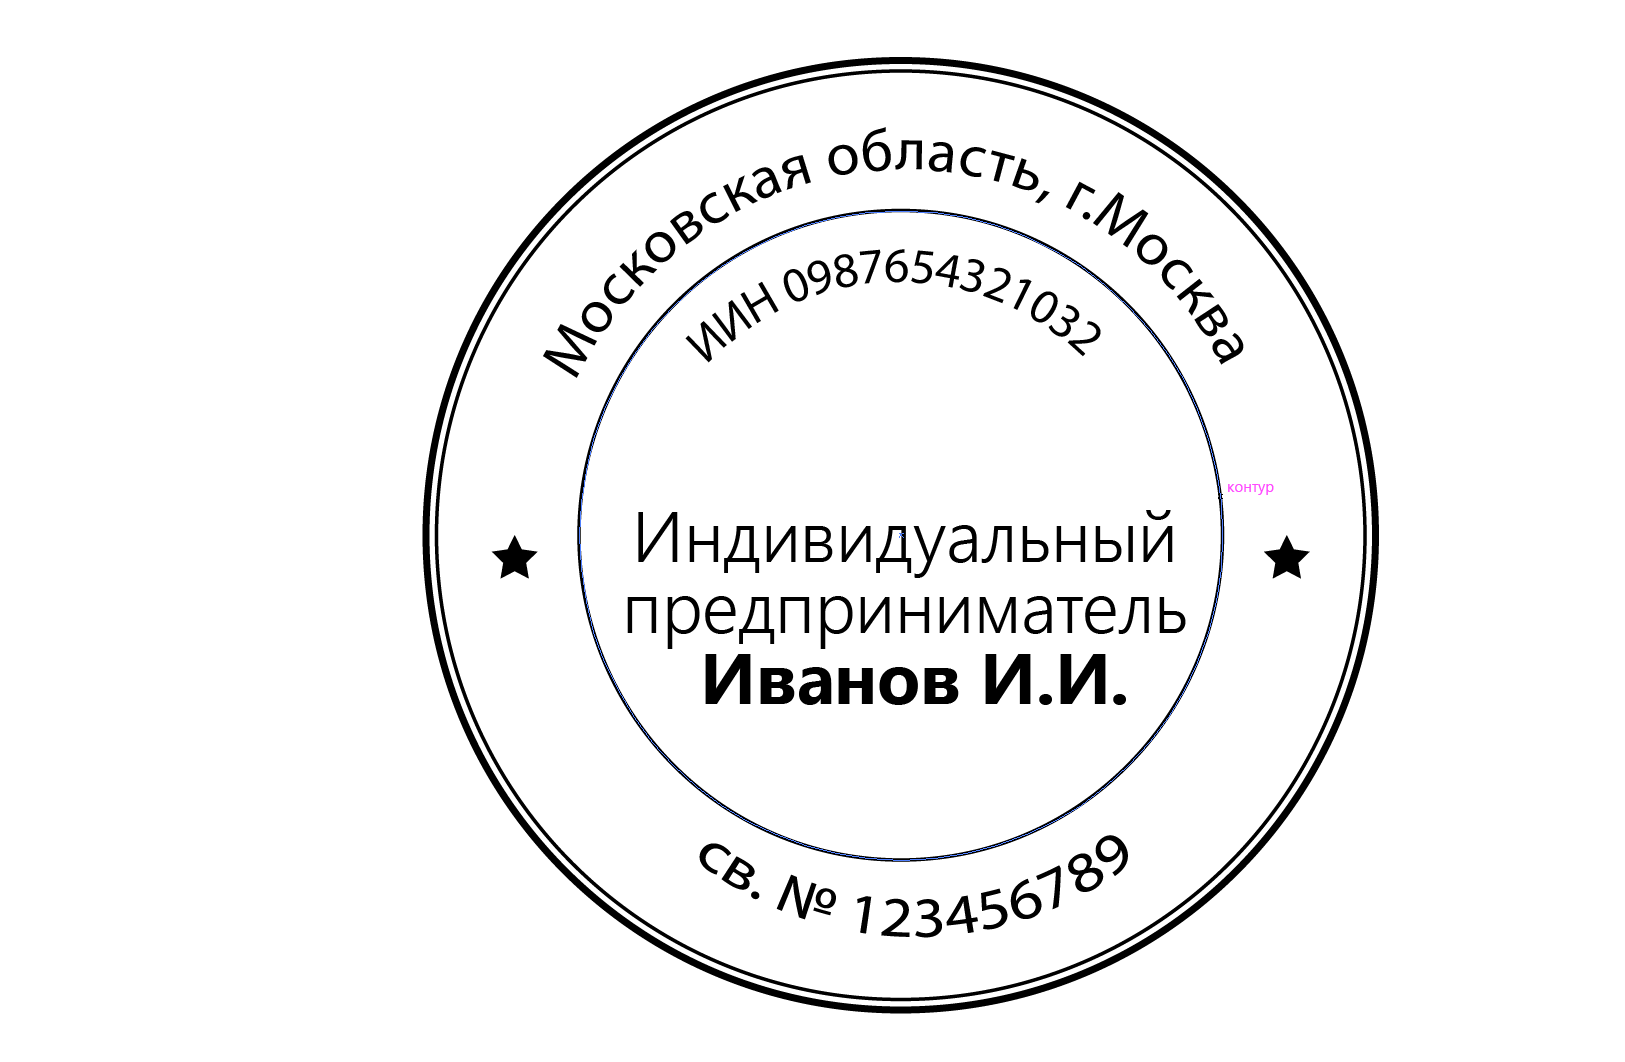 Московская область, г.Москва
ИИН 0987654321032
контур
Индивидуальный
предприниматель
Иванов И.И.
св. № 123456789